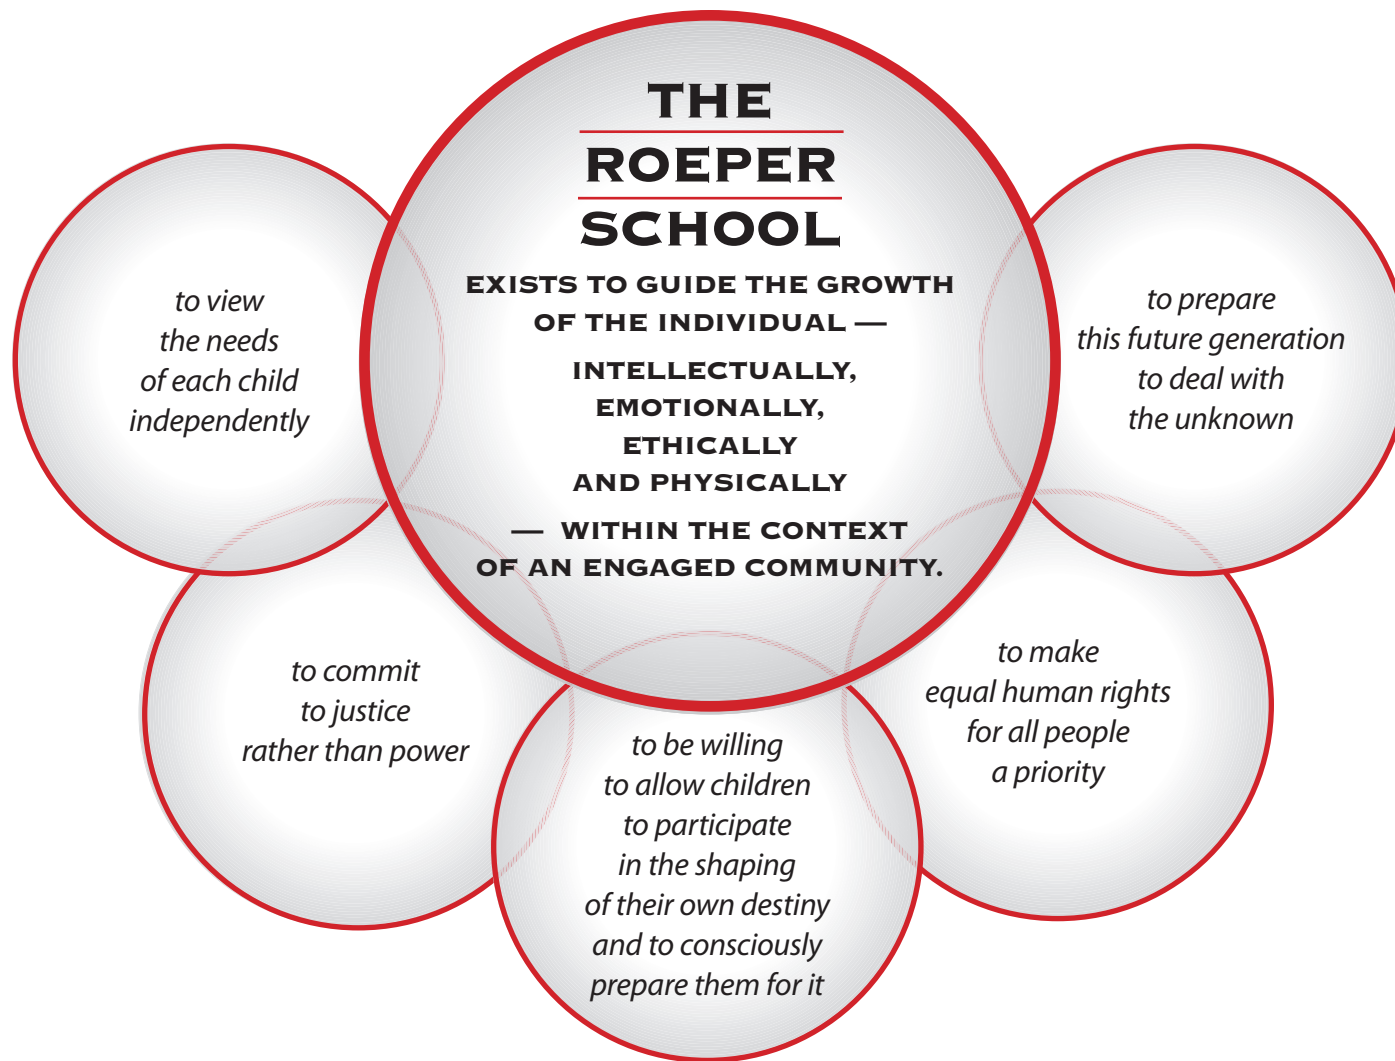 THE
ROEPER
SCHOOL
EXISTS TO GUIDE THE GROWTH
OF THE INDIVIDUAL —
INTELLECTUALLY,
EMOTIONALLY,
ETHICALLY
AND PHYSICALLY
— WITHIN THE CONTEXT
OF AN ENGAGED COMMUNITY.
to view
the needs
of each child
independently
to commit
to justice
rather than power
to be willing
to allow children
to participate
in the shaping
of their own destiny
and to consciously
prepare them for it
to make
equal human rights
for all people
a priority
to prepare
this future generation
to deal with
the unknown